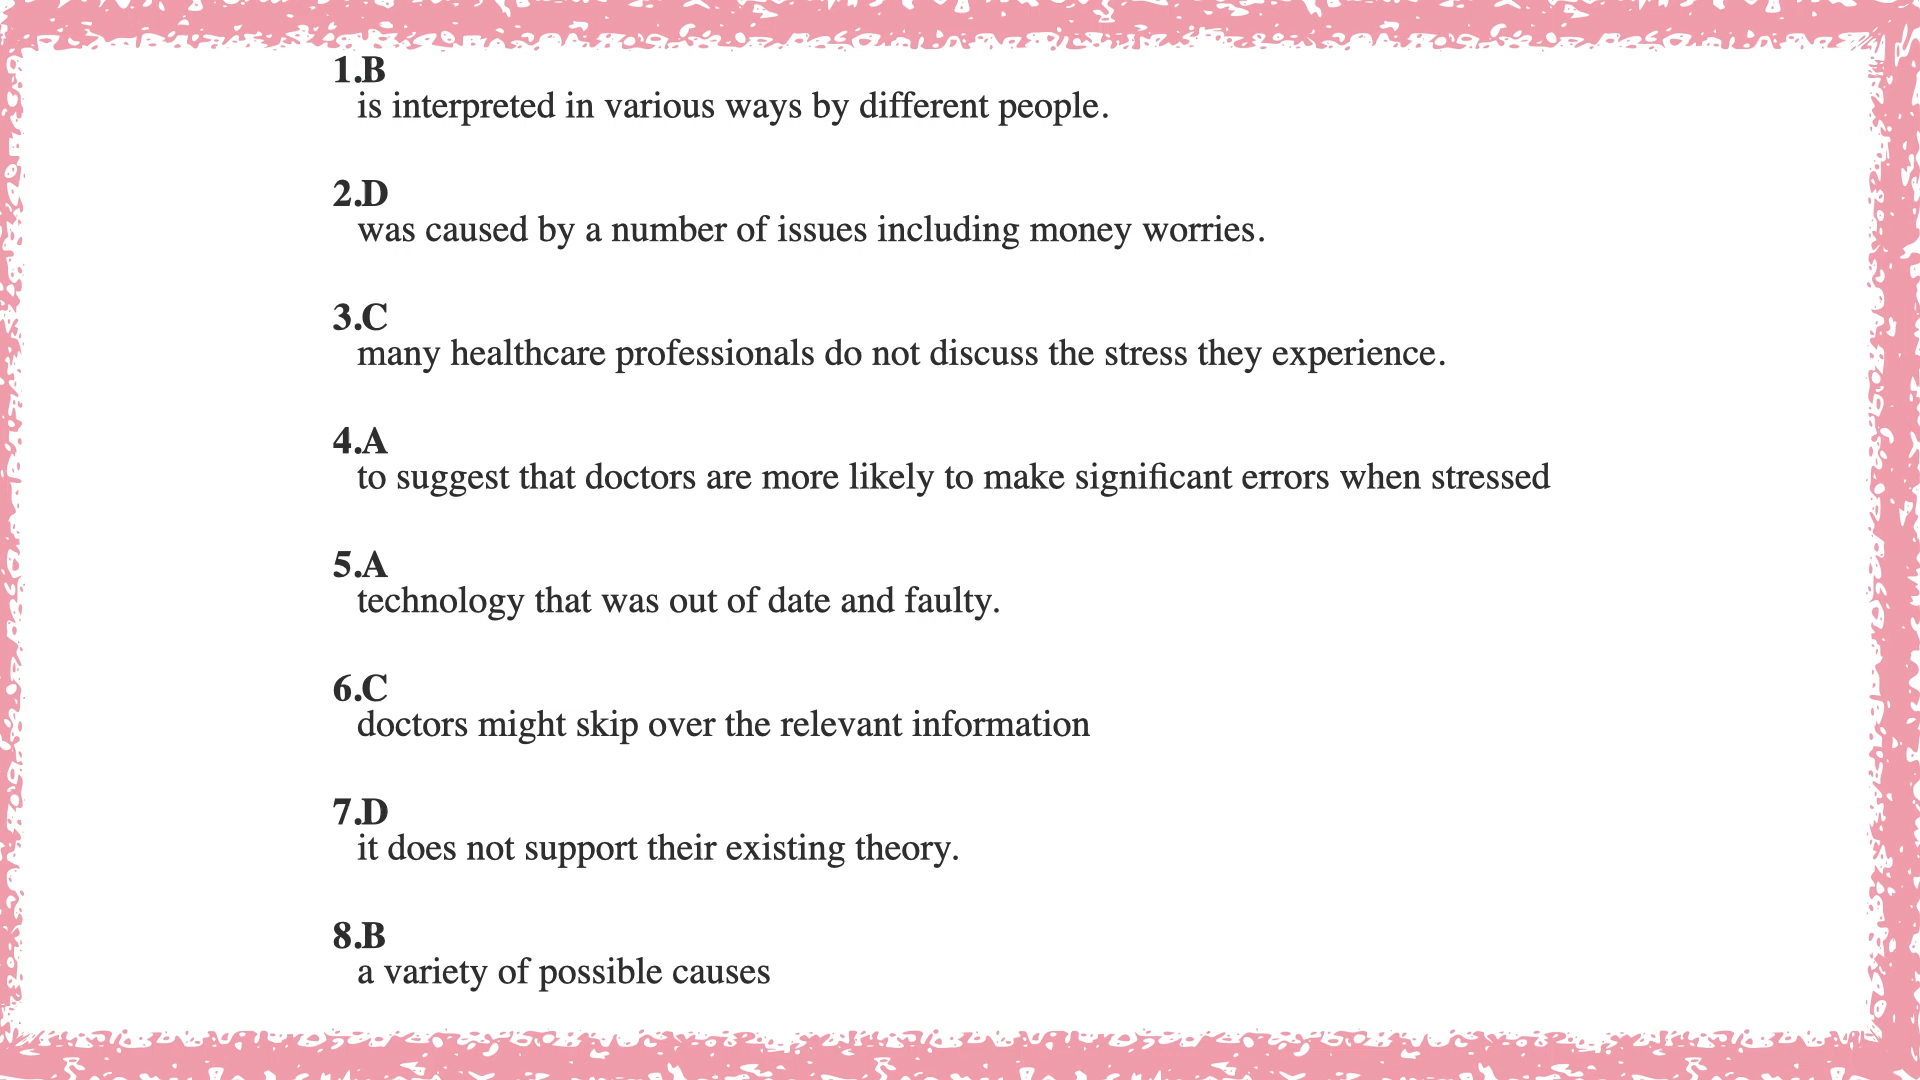 1.B
is interpreted in various ways by different people.
2.D
was caused by a number of issues including money worries.
3.C
many healthcare professionals do not discuss the stress they experience.
4.A
to suggest that doctors are more likely to make significant errors when stressed
5.A
technology that was out of date and faulty.
6.C
doctors might skip over the relevant information
7.D
it does not support their existing theory.
8.B
a variety of possible causes